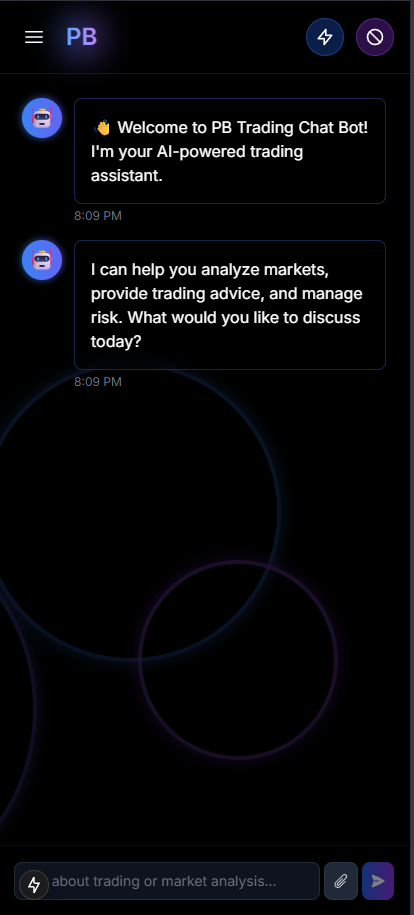 PB
👋 Welcome to PB Trading Chat Bot!
I'm your AI-powered trading
assistant.
8:09 PM
I can help you analyze markets,
provide trading advice, and manage
risk. What would you like to discuss
today?
8:09 PM
about trading or market analysis...